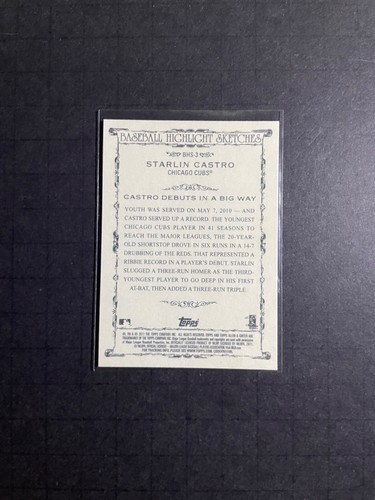 BASEBALL HIGHLIGHT SKETCHES
BHS-3
STARLIN CASTRO
CHICAGO CUBS®
CASTRO DEBUTS IN A BIG WAY
YOUTH WAS SERVED ON MAY 7, 2010 — AND
CASTRO SERVED UP A RECORD. THE YOUNGEST
CHICAGO CUBS PLAYER IN 41 SEASONS TO
REACH THE MAJOR LEAGUES, THE 20-YEAR-
OLD SHORTSTOP DROVE IN SIX RUNS IN A 14-7
DRUBBING OF THE REDS. THAT REPRESENTED A
RIBBIE RECORD IN A PLAYER'S DEBUT. STARLIN
SLUGGED A THREE-RUN HOMER AS THE THIRD-
YOUNGEST PLAYER TO GO DEEP IN HIS FIRST
AT-BAT, THEN ADDED A THREE-RUN TRIPLE.
Topps